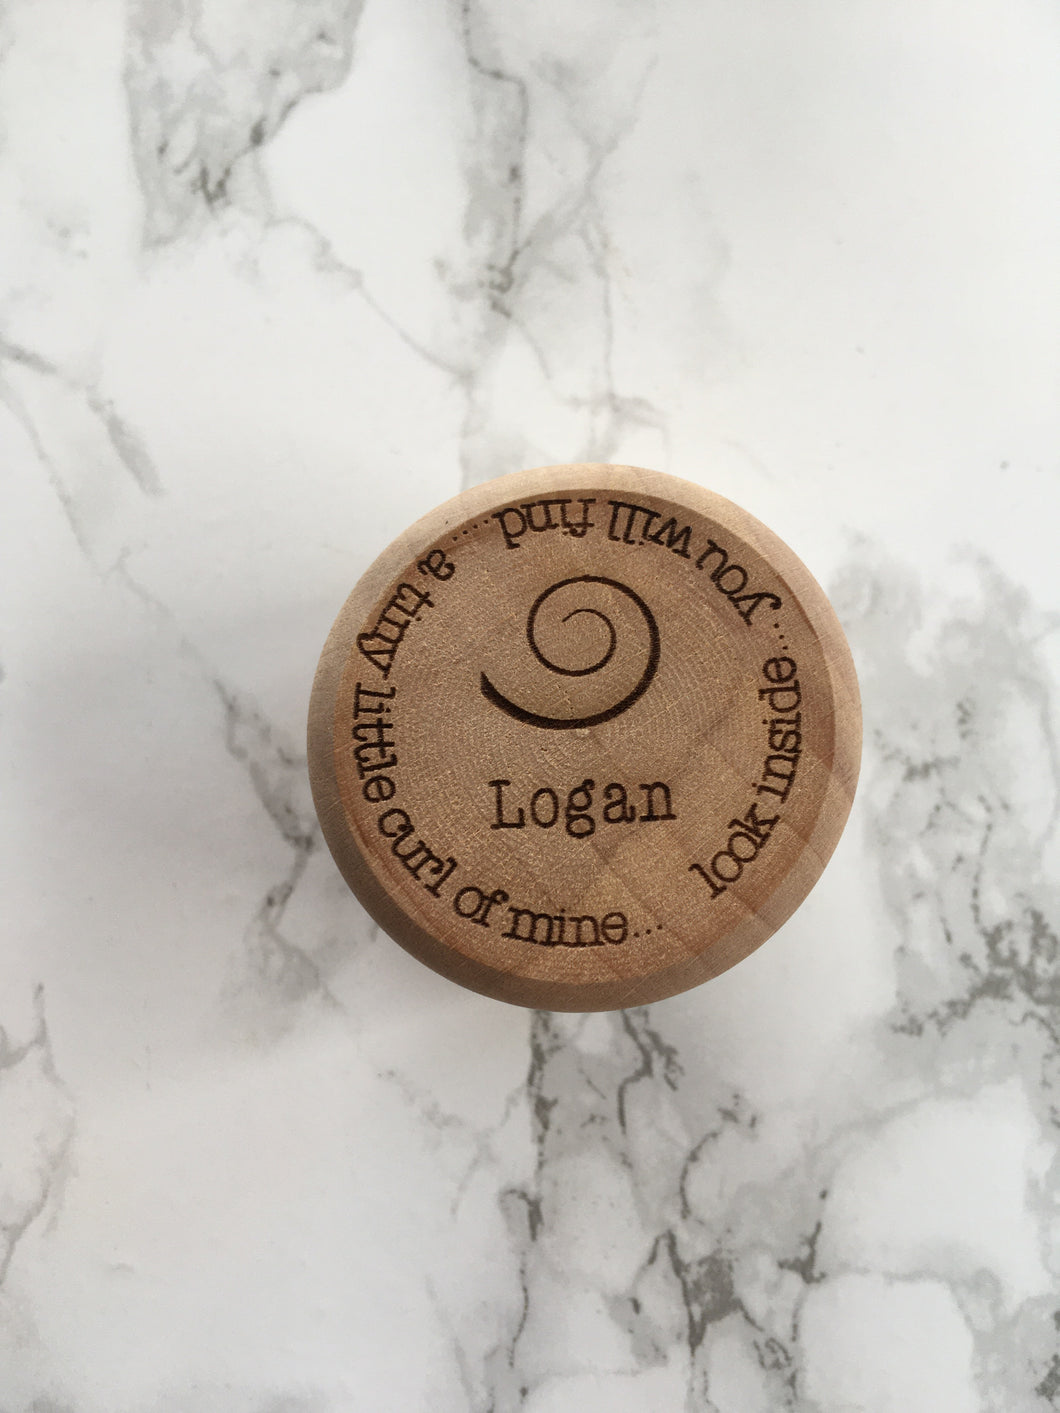 look inside... you will find.... a tiny little curl of mine...
Logan